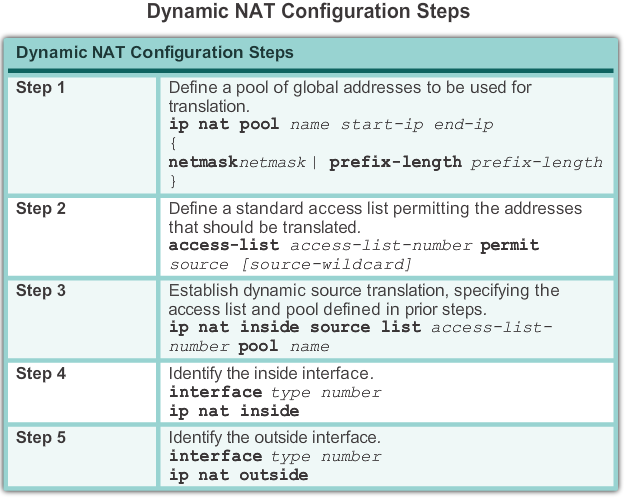 Dynamic NAT Configuration Steps
Dynamic NAT Configuration Steps
Step 1
Define a pool of global addresses to be used for
translation.
ip nat pool name start-ip end-ip
{
netmasknetmask | prefix-length prefix-length
}
Step 2
Define a standard access list permitting the addresses
that should be translated.
access-list access-list-number permit
source [source-wildcard]
Step 3
Establish dynamic source translation, specifying the
access list and pool defined in prior steps.
ip nat inside source list access-list-
number pool name
Step 4
Identify the inside interface.
interface type number
ip nat inside
Step 5
Identify the outside interface.
interface type number
ip nat outside